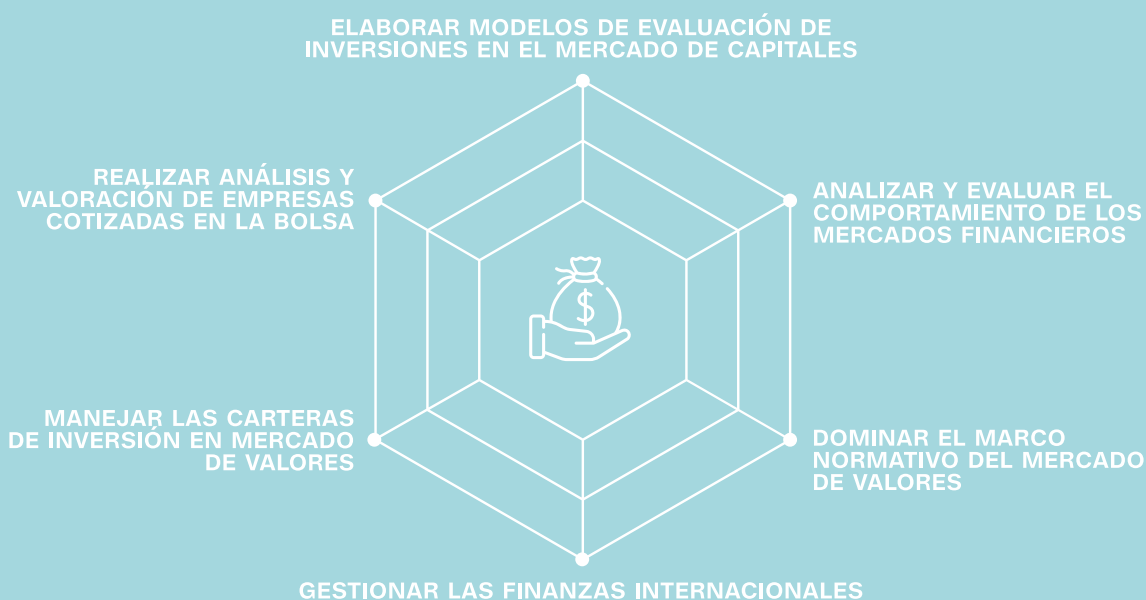 ELABORAR MODELOS DE EVALUACIÓN DE
INVERSIONES EN EL MERCADO DE CAPITALES
REALIZAR ANÁLISIS Y
VALORACIÓN DE EMPRESAS
COTIZADAS EN LA BOLSA
ANALIZAR Y EVALUAR EL
COMPORTAMIENTO DE LOS
MERCADOS FINANCIEROS
$
MANEJAR LAS CARTERAS
DE INVERSIÓN EN MERCADO
DE VALORES
DOMINAR EL MARCO
NORMATIVO DEL MERCADO
DE VALORES
GESTIONAR LAS FINANZAS INTERNACIONALES